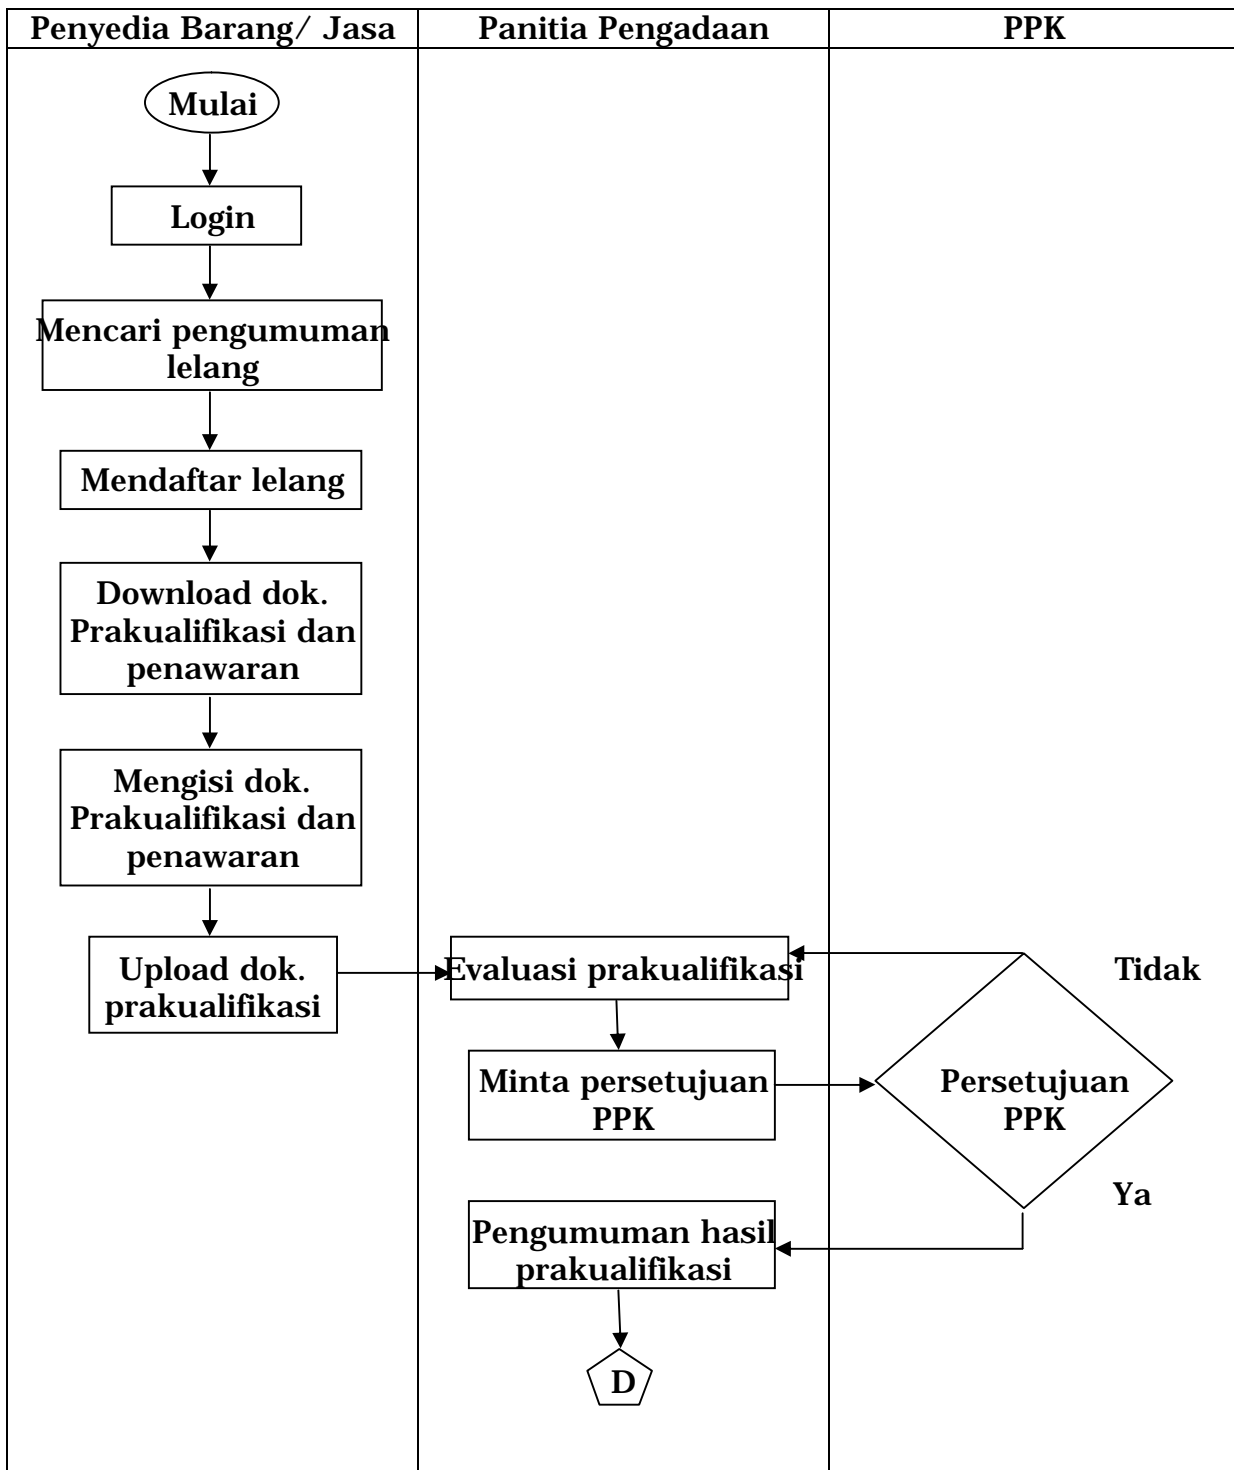 Penyedia Barang/ Jasa
Panitia Pengadaan
PPK
Mulai
Login
Mencari pengumuman
lelang
Mendaftar lelang
Download dok.
Prakualifikasi dan
penawaran
Mengisi dok.
Prakualifikasi dan
penawaran
Upload dok.
prakualifikasi
Evaluasi prakualifikasi
Tidak
Minta persetujuan
PPK
Persetujuan
PPK
Ya
Pengumuman hasil
prakualifikasi
D